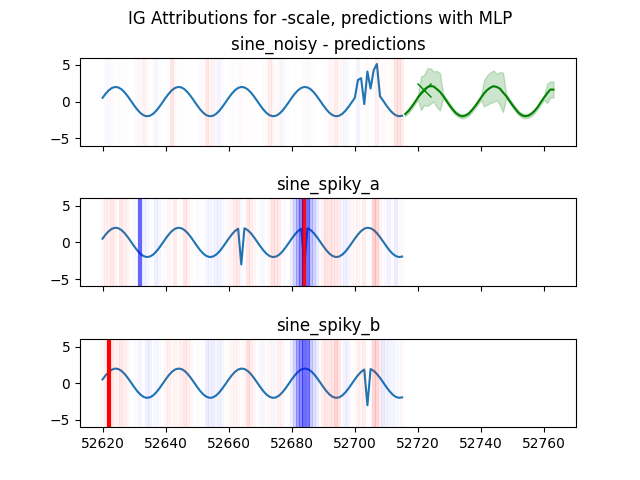 IG Attributions for -scale, predictions with MLP
sine_noisy - predictions
5
0
−5
sine_spiky_a
5
0
−5
sine_spiky_b
5
0
−5
52620 52640 52660 52680 52700 52720 52740 52760